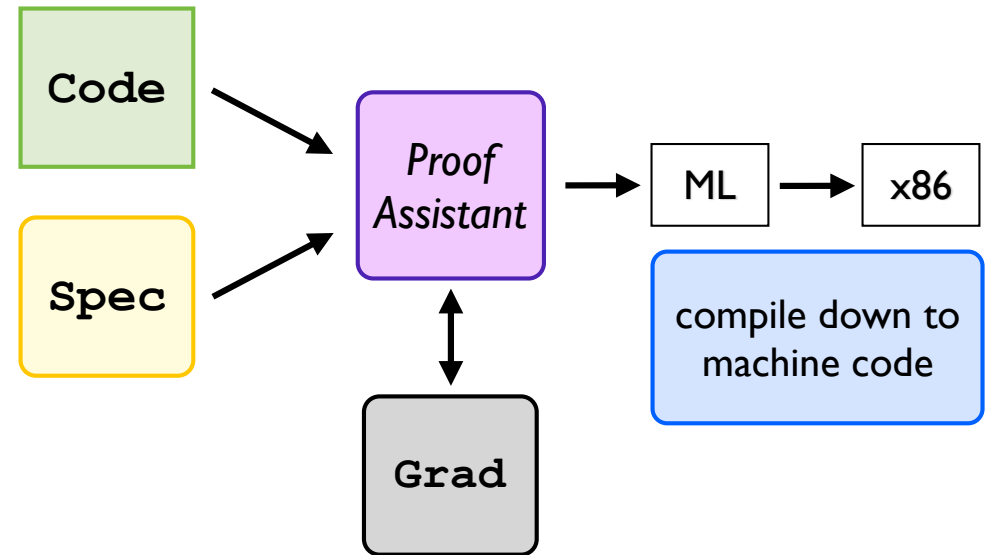 Code
Spec
Proof
Assistant
Grad
ML
x86
compile down to
machine code